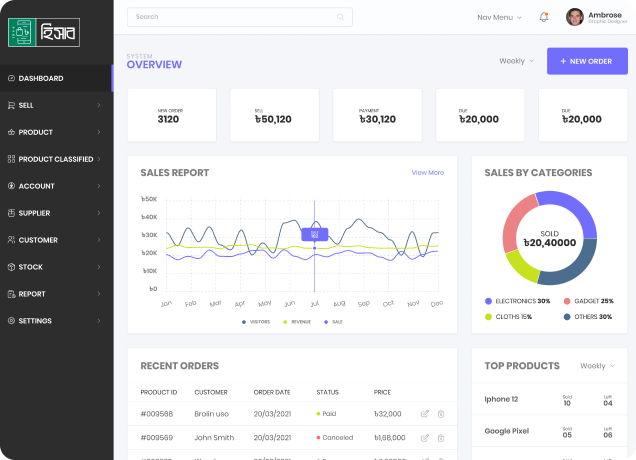 হিসাব
Search
Nav Menu
Ambrose
Graphic Designer
DASHBOARD
SELL
PRODUCT
PRODUCT CLASSIFIED
ACCOUNT
SUPPLIER
CUSTOMER
STOCK
REPORT
SETTINGS
SYSTEM
OVERVIEW
Weekly
+ NEW ORDER
NEW ORDER
3120
SELL
৳50,120
PAYMENT
৳30,120
DUE
৳20,000
DUE
৳20,000
SALES REPORT
View More
৳50K
৳40K
৳30K
৳20K
৳10K
৳0
Jan Feb Mar Apr May Jun Jul Aug Sep Oct Nov Dec
VISITORS REVENUE SALE
SALES BY CATEGORIES
SOLD
৳20,40000
ELECTRONICS 30% GADGET 25%
CLOTHS 15% OTHERS 30%
RECENT ORDERS
PRODUCT ID CUSTOMER ORDER DATE STATUS PRICE
#009588 Brolin uso 20/03/2021 Paid ৳32,000
#009569 John Smith 20/03/2021 Canceled ৳1,68,000
TOP PRODUCTS
Weekly
Iphone 12 Sold 10 Left 04
Google Pixel Sold 05 Left 06